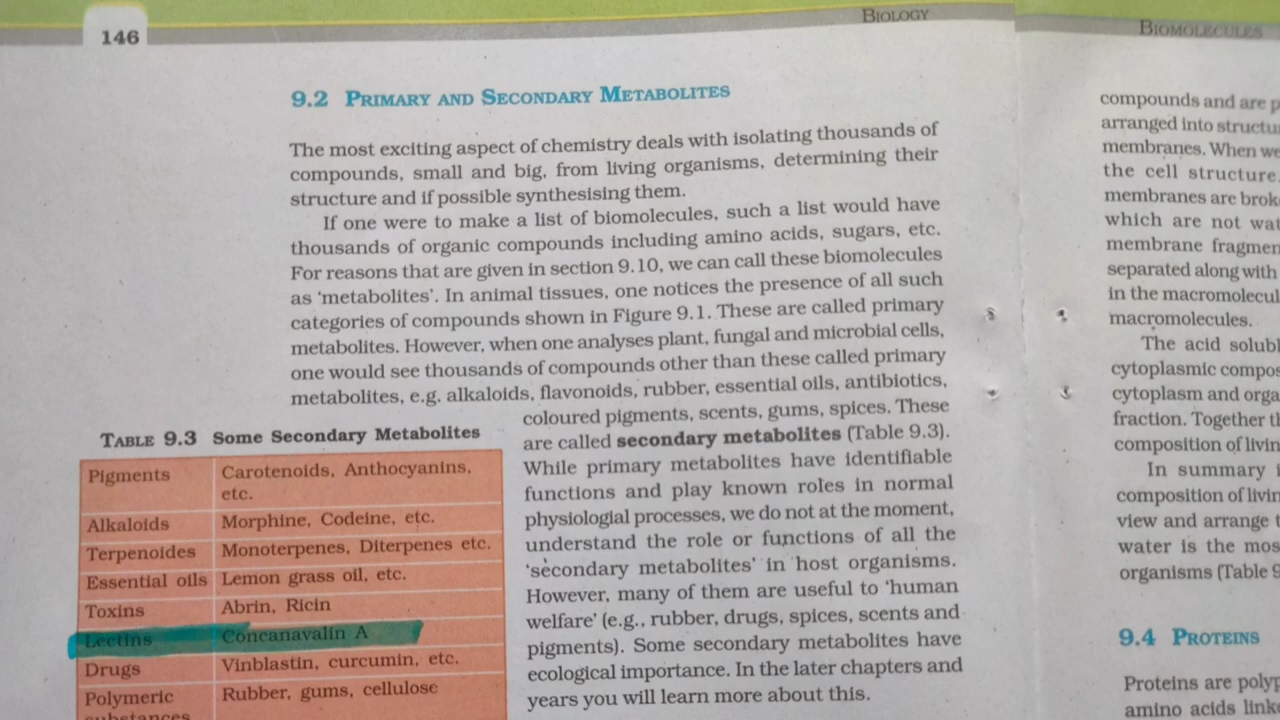 146
BIOLOGY
9.2 PRIMARY AND SECONDARY METABOLITES
The most exciting aspect of chemistry deals with isolating thousands of
compounds, small and big, from living organisms, determining their
structure and if possible synthesising them.
If one were to make a list of biomolecules, such a list would have
thousands of organic compounds including amino acids, sugars, etc.
For reasons that are given in section 9.10, we can call these biomolecules
as ‘metabolites’. In animal tissues, one notices the presence of all such
categories of compounds shown in Figure 9.1. These are called primary
metabolites. However, when one analyses plant, fungal and microbial cells,
one would see thousands of compounds other than these called primary
metabolites, e.g. alkaloids, flavonoids, rubber, essential oils, antibiotics,
coloured pigments, scents, gums, spices. These
are called secondary metabolites (Table 9.3).
While primary metabolites have identifiable
functions and play known roles in normal
physiologial processes, we do not at the moment,
understand the role or functions of all the
‘secondary metabolites’ in host organisms.
However, many of them are useful to ‘human
welfare’ (e.g., rubber, drugs, spices, scents and
pigments). Some secondary metabolites have
ecological importance. In the later chapters and
years you will learn more about this.
TABLE 9.3 Some Secondary Metabolites
Pigments Carotenoids, Anthocyanins,
etc.
Alkaloids Morphine, Codeine, etc.
Terpenoides Monoterpenes, Diterpenes etc.
Essential oils Lemon grass oil, etc.
Toxins Abrin, Ricin
Lectins Concanavalin A
Drugs Vinblastin, curcumin, etc.
Polymeric Rubber, gums, cellulose
substances
BIOMOLECULES
compounds and are
arranged into
membranes. When we
the cell structure.
membranes are
which are not
membrane
separated along with
in the
macromolecules.
The acid
cytoplasmic
cytoplasm and
fraction. Together
composition of
In summary
composition of
view and arrange
water is the
organisms (Table
9.4 PROTEINS
Proteins are
amino acids